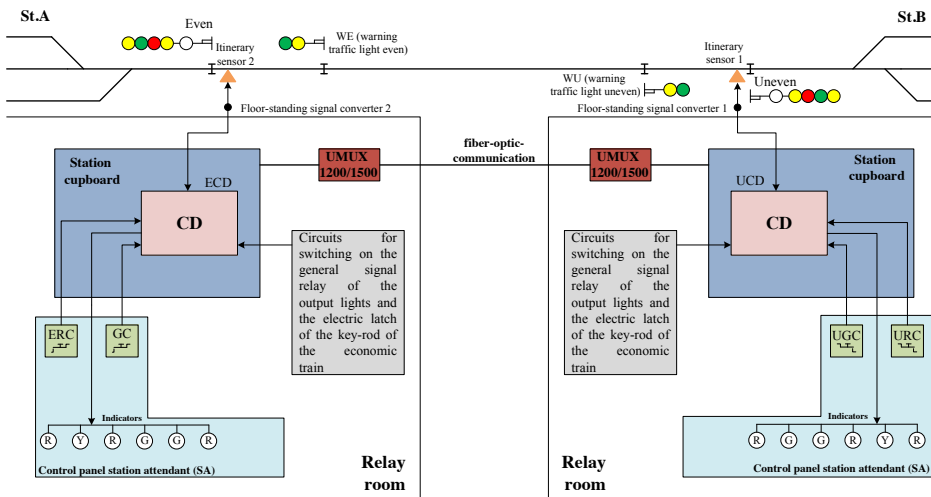 St.A
St.B
Even
Itinerary
sensor 2
WE (warning
traffic light even)
Itinerary
sensor 1
WU (warning
traffic light uneven)
Uneven
Floor-standing signal converter 2
Floor-standing signal converter 1
Station
cupboard
ECD
CD
UMUX
1200/1500
fiber-optic-
communication
UMUX
1200/1500
UCD
CD
Station
cupboard
Circuits for
switching on the
general signal
relay of the
output lights and
the electric latch
of the key-rod of
the economic
train
Circuits for
switching on the
general signal
relay of the
output lights and
the electric latch
of the key-rod of
the economic
train
ERC
GC
UGC
URC
Indicators
R Y R G G R
Control panel station attendant (SA)
Relay
room
Relay
room
Indicators
R G G R Y R
Control panel station attendant (SA)